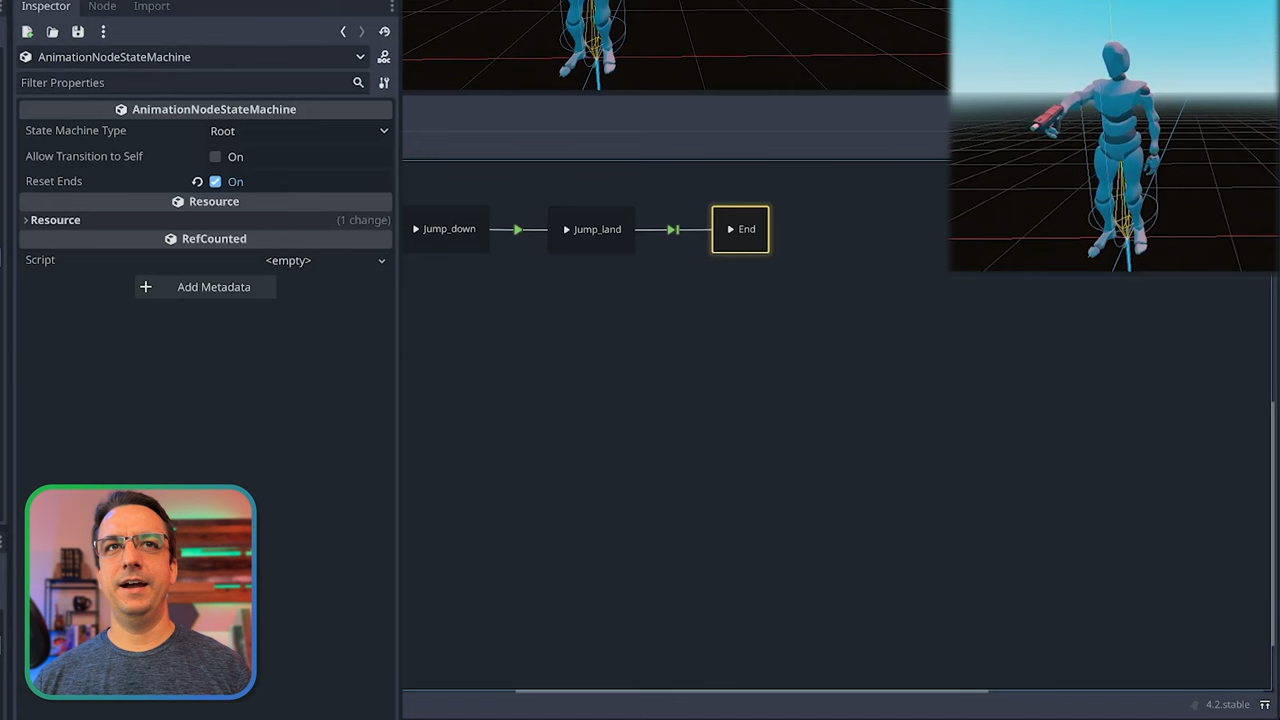 Inspector Node Import
AnimationNodeStateMachine
Filter Properties
AnimationNodeStateMachine
State Machine Type Root
Allow Transition to Self On
Reset Ends On
Resource
Resource (1 change)
RefCounted
Script <empty>
+ Add Metadata
Jump_down Jump_land End
4.2.stable